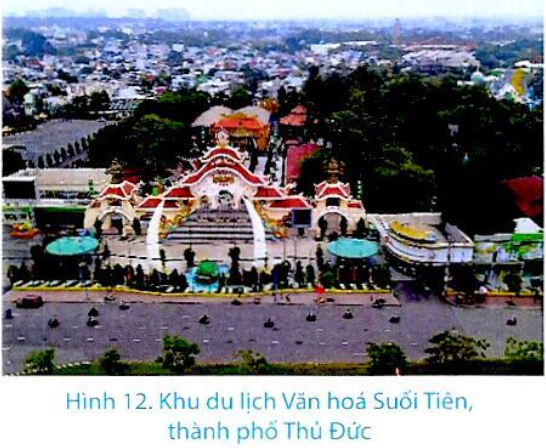 Hình 12. Khu du lịch Văn hoá Suối Tiên,
thành phố Thủ Đức